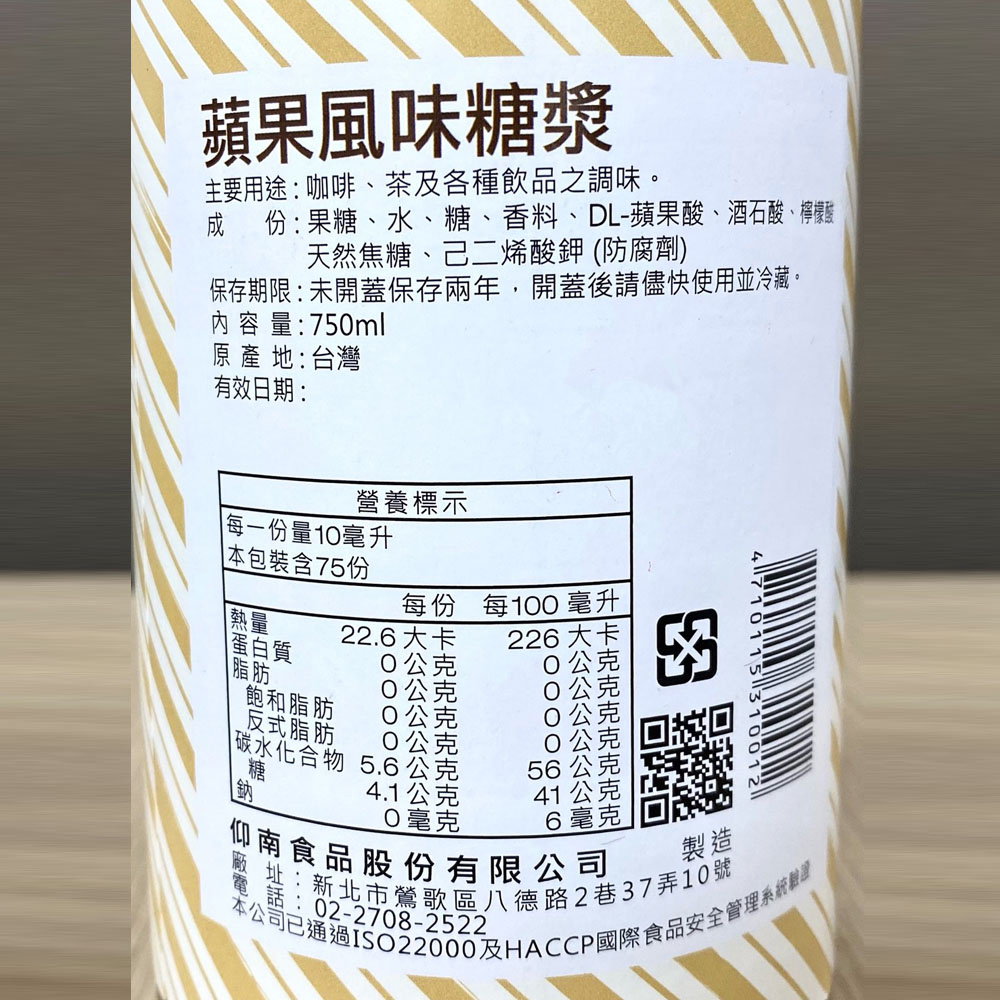 蘋果風味糖漿
主要用途：咖啡、茶及各種飲品之調味。
成份：果糖、水、糖、香料、DL-蘋果酸、酒石酸、檸檬酸
天然焦糖、己二烯酸鉀 (防腐劑)
保存期限：未開蓋保存兩年，開蓋後請儘快使用並冷藏。
內容量：750ml
原產地：台灣
有效日期：
營養標示
每一份量10毫升
本包裝含75份
每份 每100毫升
熱量 22.6大卡 226大卡
蛋白質 0公克 0公克
脂肪 0公克 0公克
飽和脂肪 0公克 0公克
反式脂肪 0公克 0公克
碳水化合物 5.6公克 56公克
糖 4.1公克 41公克
鈉 0毫克 6毫克
4710115310012
仰南食品股份有限公司 製造
廠址：新北市鶯歌區八德路2巷37弄10號
電話：02-2708-2522
本公司已通過ISO22000及HACCP國際食品安全管理系統驗證